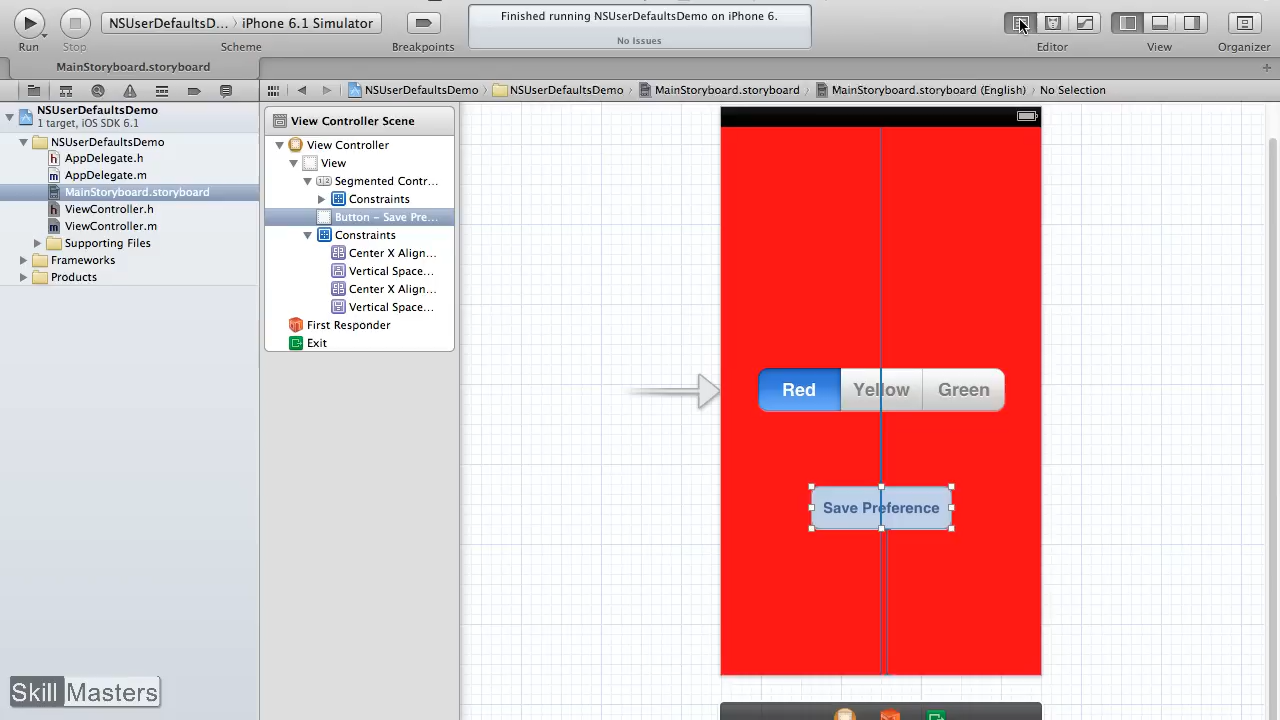 NSUserDefaultsD... › iPhone 6.1 Simulator
Finished running NSUserDefaultsDemo on iPhone 6.
No Issues
Run
Stop
Scheme
Breakpoints
Editor
View
Organizer
MainStoryboard.storyboard
NSUserDefaultsDemo › NSUserDefaultsDemo › MainStoryboard.storyboard › MainStoryboard.storyboard (English) › No Selection
NSUserDefaultsDemo
1 target, iOS SDK 6.1
NSUserDefaultsDemo
h AppDelegate.h
m AppDelegate.m
MainStoryboard.storyboard
h ViewController.h
m ViewController.m
Supporting Files
Frameworks
Products
View Controller Scene
View Controller
View
1 2 Segmented Contr...
Constraints
Button – Save Pre...
Constraints
Center X Align...
Vertical Space...
Center X Align...
Vertical Space...
First Responder
Exit
Red
Yellow
Green
Save Preference
Skill Masters